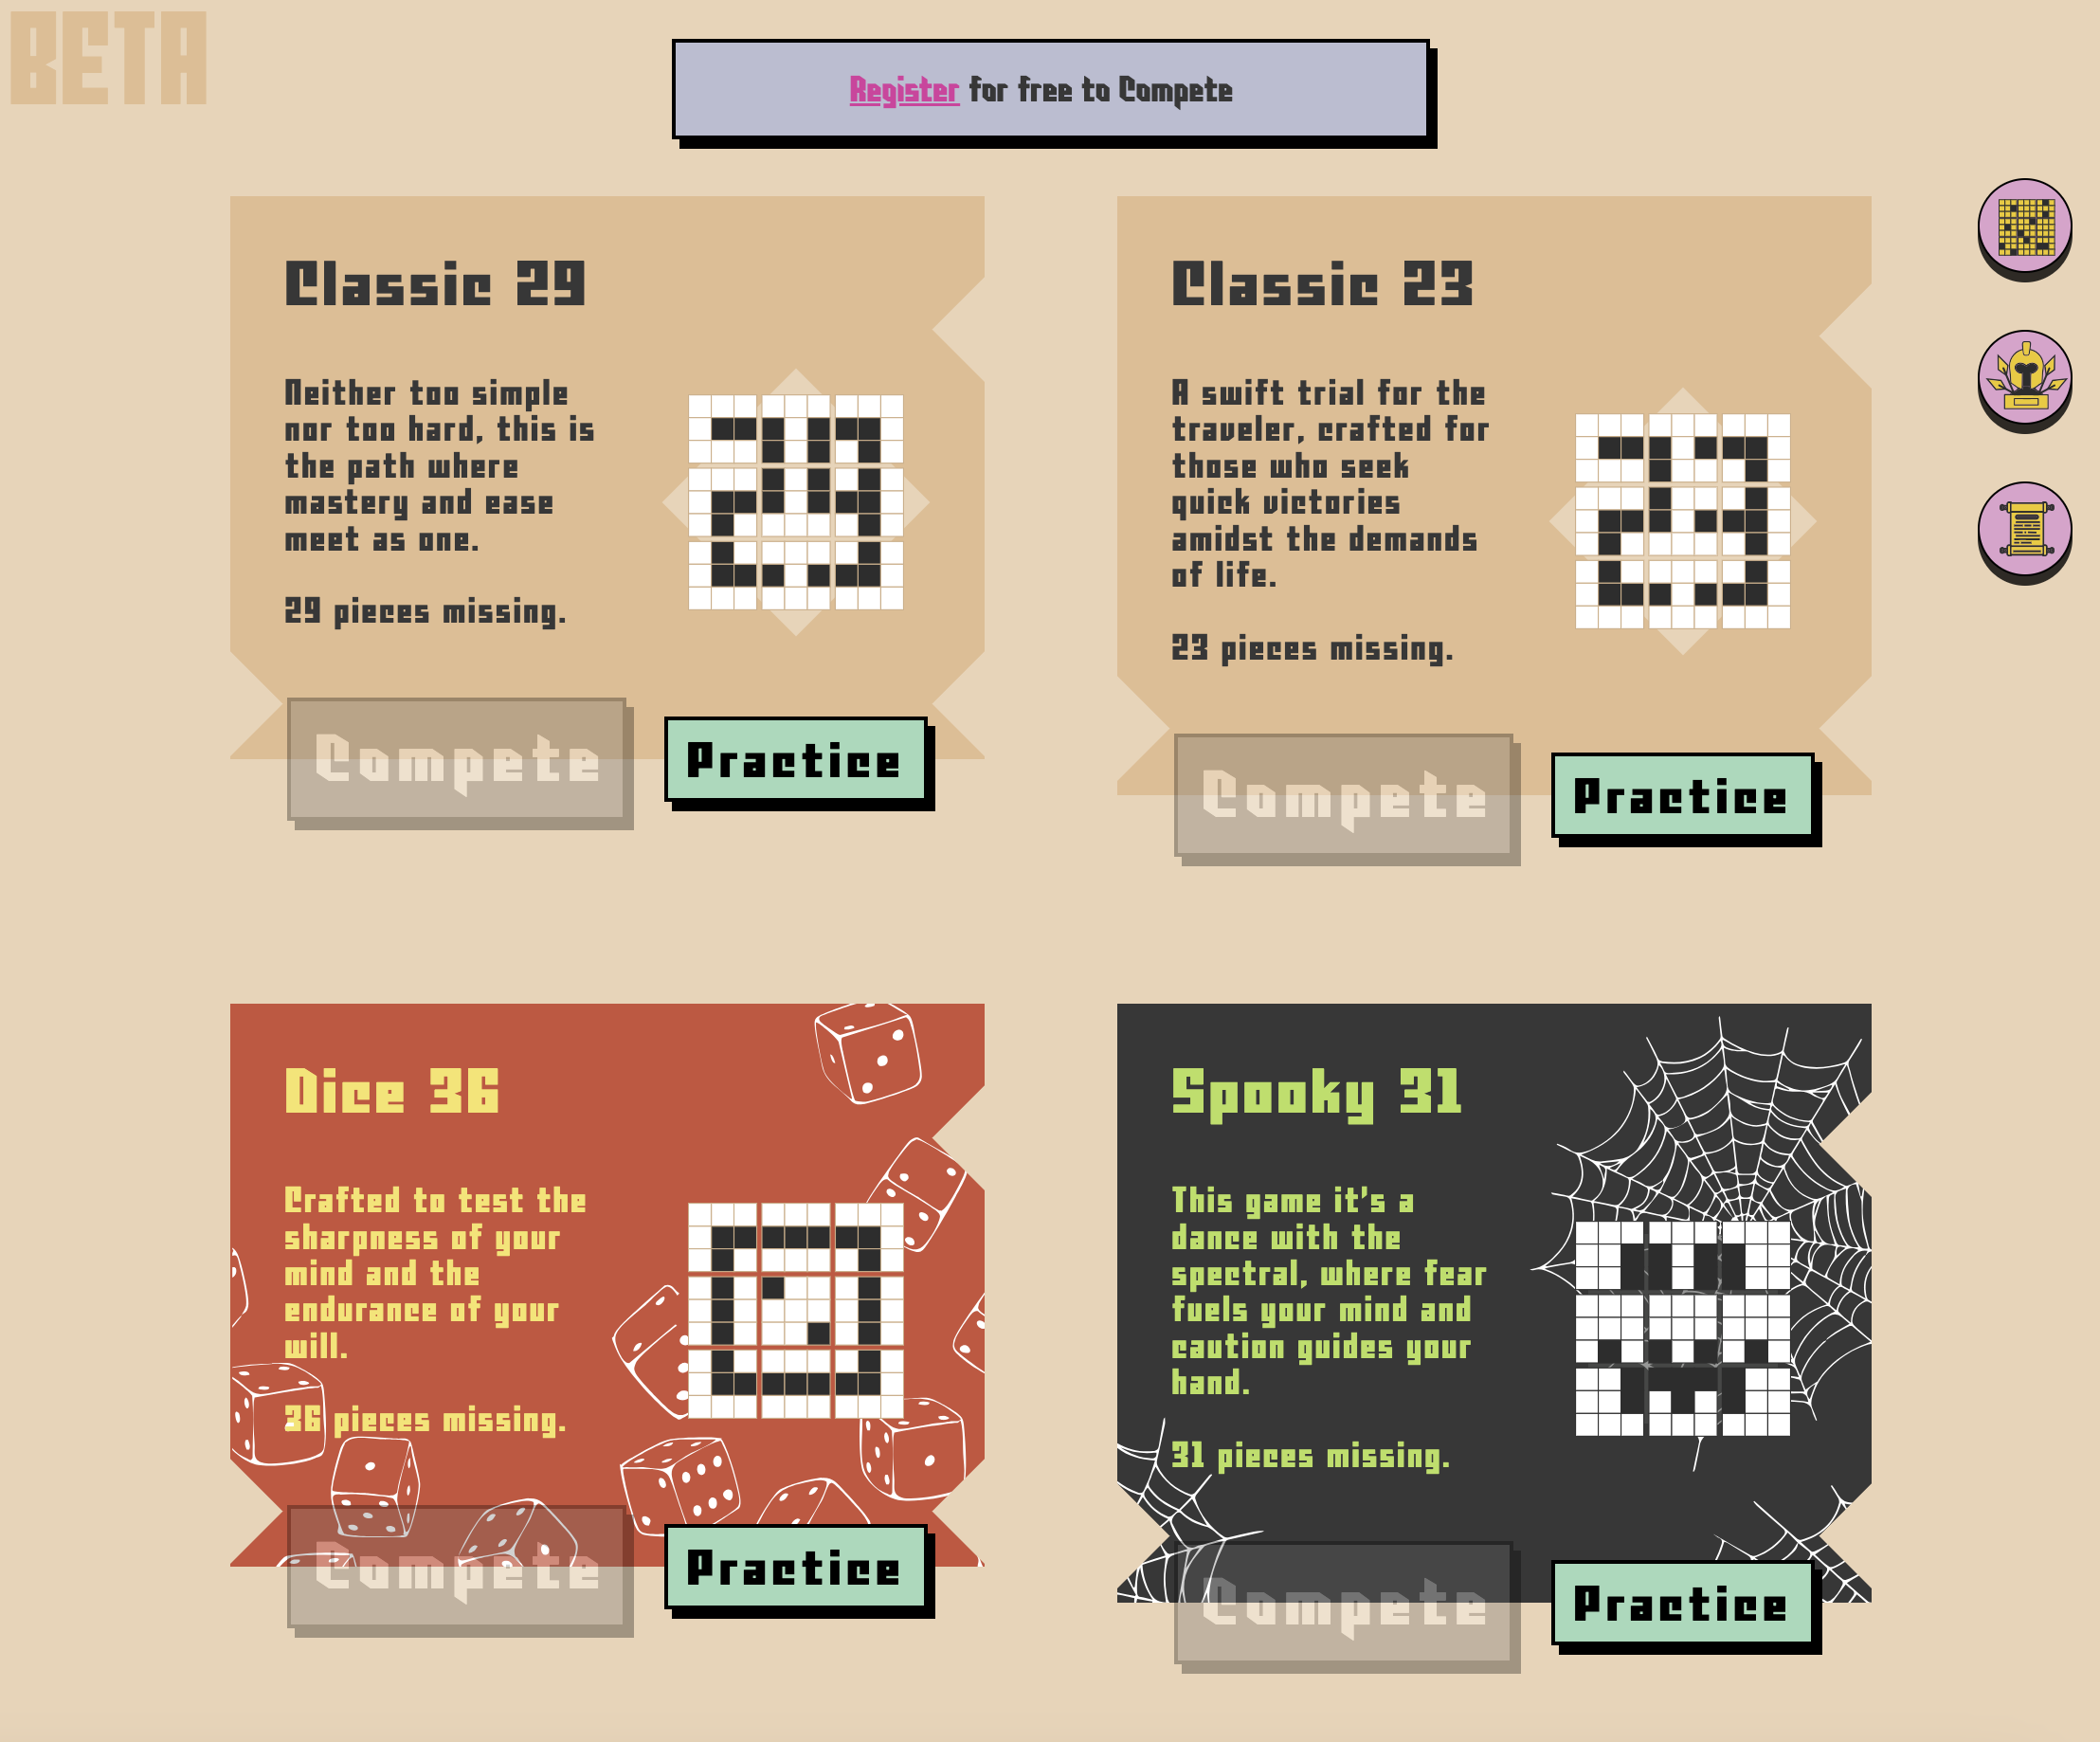 BETA
Register for free to Compete
Classic 29
Neither too simple
nor too hard, this is
the path where
mastery and ease
meet as one.
29 pieces missing.
Compete
Practice
Classic 23
A swift trial for the
traveler, crafted for
those who seek
quick victories
amidst the demands
of life.
23 pieces missing.
Compete
Practice
Dice 36
Crafted to test the
sharpness of your
mind and the
endurance of your
will.
36 pieces missing.
Compete
Practice
Spooky 31
This game it's a
dance with the
spectral, where fear
fuels your mind and
caution guides your
hand.
31 pieces missing.
Compete
Practice